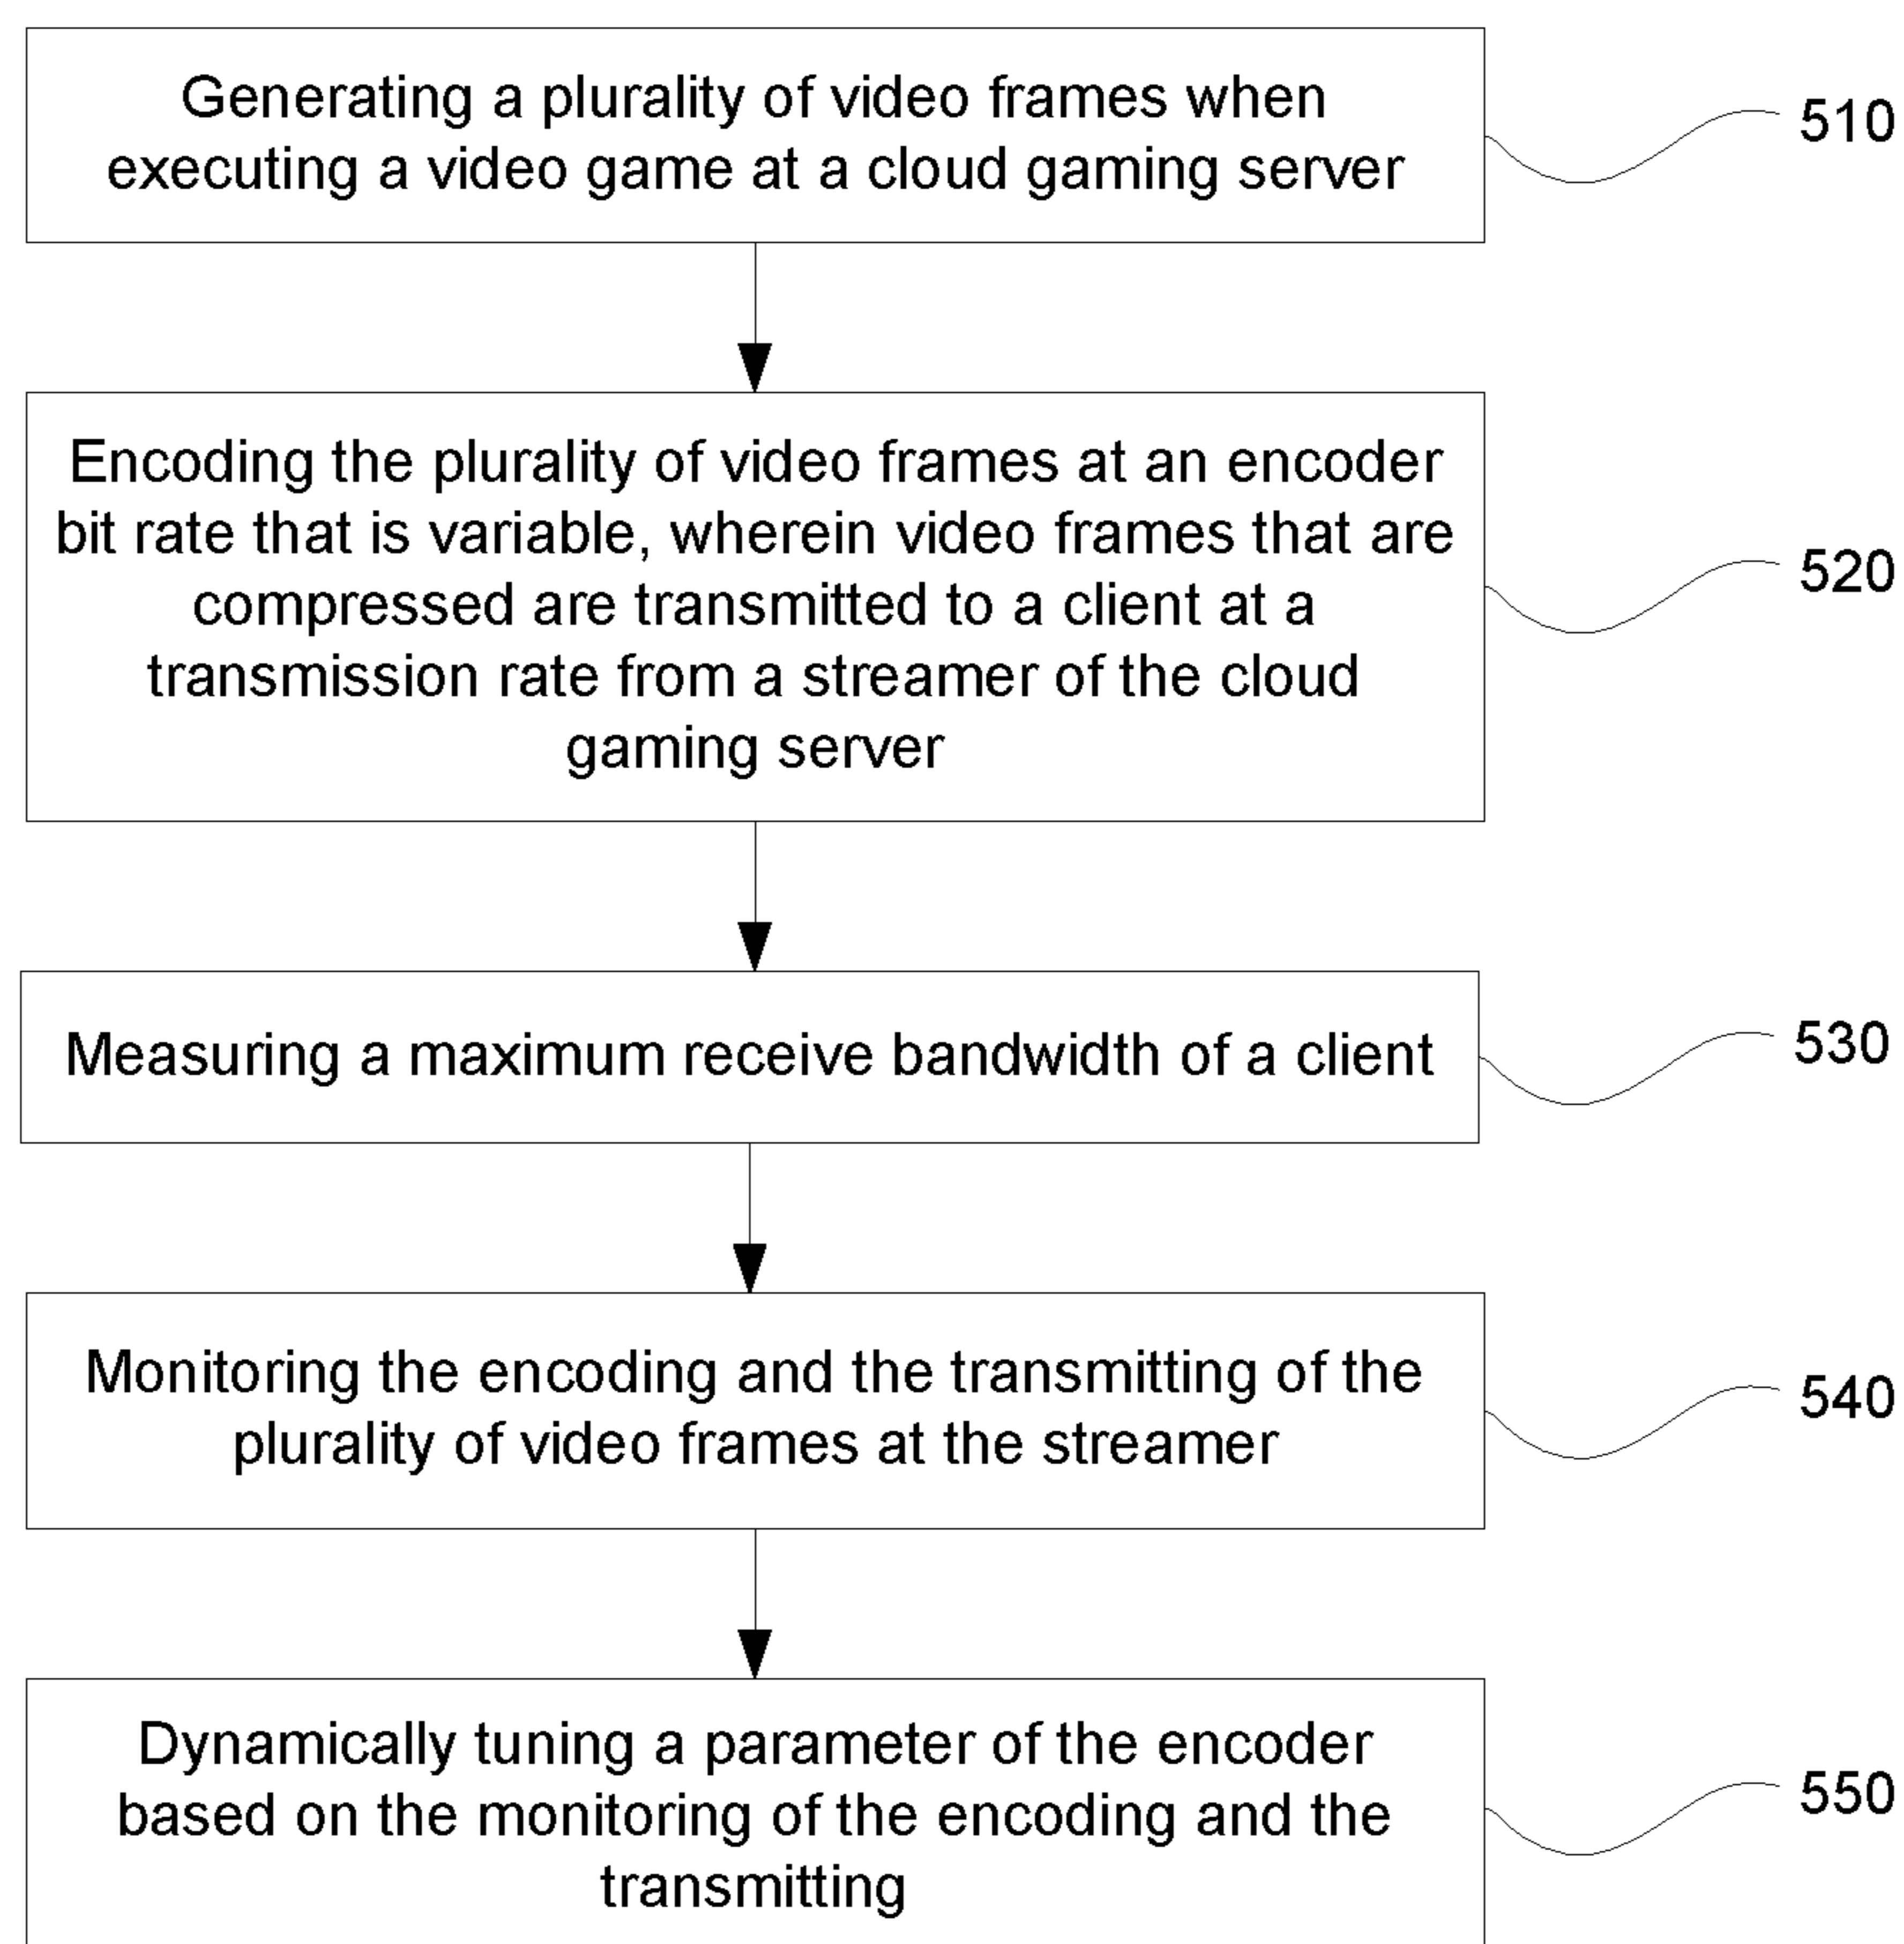 Generating a plurality of video frames when
executing a video game at a cloud gaming server
510
Encoding the plurality of video frames at an encoder
bit rate that is variable, wherein video frames that are
compressed are transmitted to a client at a
transmission rate from a streamer of the cloud
gaming server
520
Measuring a maximum receive bandwidth of a client
530
Monitoring the encoding and the transmitting of the
plurality of video frames at the streamer
540
Dynamically tuning a parameter of the encoder
based on the monitoring of the encoding and the
transmitting
550